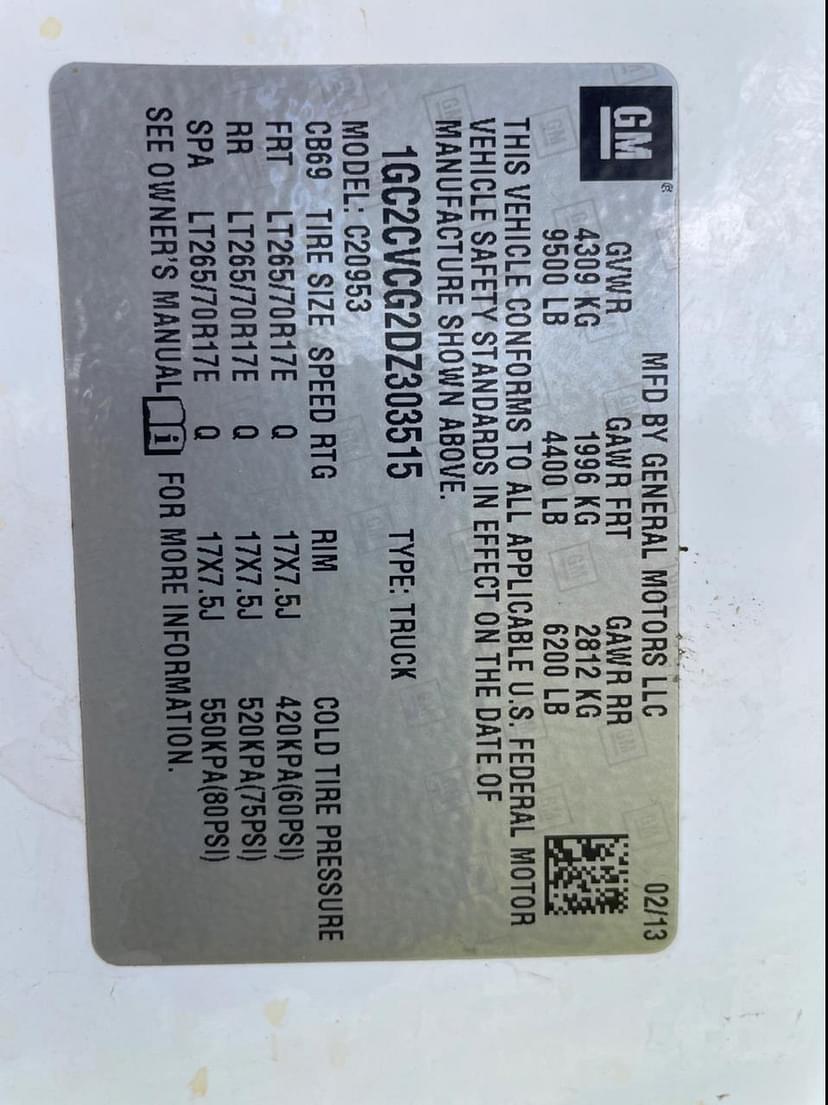 GM
MFD BY GENERAL MOTORS LLC 02/13
GVWR GAWR FRT GAWR RR
4309 KG 1996 KG 2812 KG
9500 LB 4400 LB 6200 LB
THIS VEHICLE CONFORMS TO ALL APPLICABLE U.S. FEDERAL MOTOR
VEHICLE SAFETY STANDARDS IN EFFECT ON THE DATE OF
MANUFACTURE SHOWN ABOVE.
1GC2CVCG2DZ303515 TYPE: TRUCK
MODEL: C20953
CB69 TIRE SIZE SPEED RTG RIM COLD TIRE PRESSURE
FRT LT265/70R17E Q 17X7.5J 420KPA(60PSI)
RR LT265/70R17E Q 17X7.5J 520KPA(75PSI)
SPA LT265/70R17E Q 17X7.5J 550KPA(80PSI)
SEE OWNER'S MANUAL i FOR MORE INFORMATION.